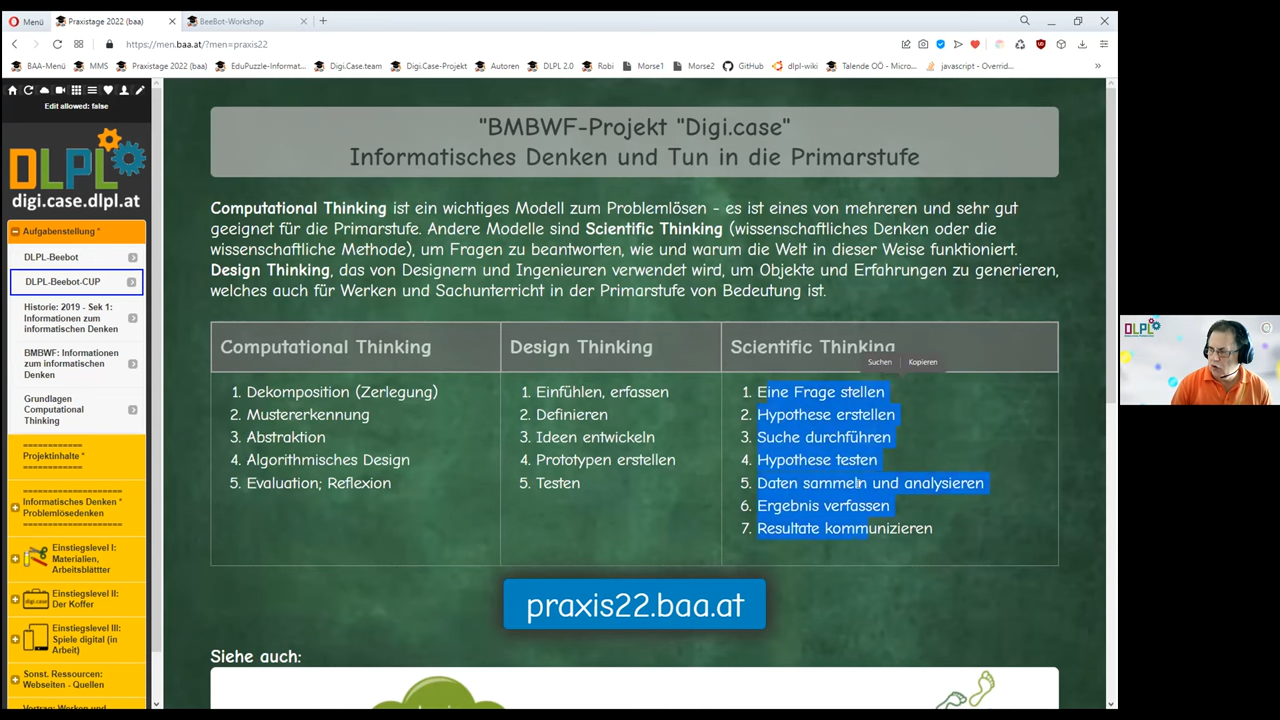 Menü
Praxistage 2022 (baa)
BeeBot-Workshop
https://men.baa.at/?men=praxis22
BAA-Menü
MMS
Praxistage 2022 (baa)
EduPuzzle-Informat...
Digi.Case.team
Digi.Case-Projekt
Autoren
DLPL 2.0
Robi
Morse1
Morse2
GitHub
dlpl-wiki
Talende OÖ - Micro...
javascript - Overrid...
Edit allowed: false
DLPL
digi.case.dlpl.at
Aufgabenstellung *
DLPL-Beebot
DLPL-Beebot-CUP
Historie: 2019 - Sek 1:
Informationen zum
informatischen Denken
BMBWF: Informationen
zum informatischen
Denken
Grundlagen
Computational
Thinking
============
Projektinhalte *
============
====================
Informatisches Denken *
Problemlösedenken
====================
Einstiegslevel I:
Materialien,
Arbeitsblättter
Einstiegslevel II:
Der Koffer
digi.case
Einstiegslevel III:
Spiele digital (in
Arbeit)
Sonst. Ressourcen:
Webseiten - Quellen
Vortrag: Werken und
"BMBWF-Projekt "Digi.case"
Informatisches Denken und Tun in die Primarstufe
Computational Thinking ist ein wichtiges Modell zum Problemlösen - es ist eines von mehreren und sehr gut
geeignet für die Primarstufe. Andere Modelle sind Scientific Thinking (wissenschaftliches Denken oder die
wissenschaftliche Methode), um Fragen zu beantworten, wie und warum die Welt in dieser Weise funktioniert.
Design Thinking, das von Designern und Ingenieuren verwendet wird, um Objekte und Erfahrungen zu generieren,
welches auch für Werken und Sachunterricht in der Primarstufe von Bedeutung ist.
Computational Thinking
1. Dekomposition (Zerlegung)
2. Mustererkennung
3. Abstraktion
4. Algorithmisches Design
5. Evaluation; Reflexion
Design Thinking
1. Einfühlen, erfassen
2. Definieren
3. Ideen entwickeln
4. Prototypen erstellen
5. Testen
Scientific Thinking
Suchen
Kopieren
1. Eine Frage stellen
2. Hypothese erstellen
3. Suche durchführen
4. Hypothese testen
5. Daten sammeln und analysieren
6. Ergebnis verfassen
7. Resultate kommunizieren
praxis22.baa.at
Siehe auch:
DLPL